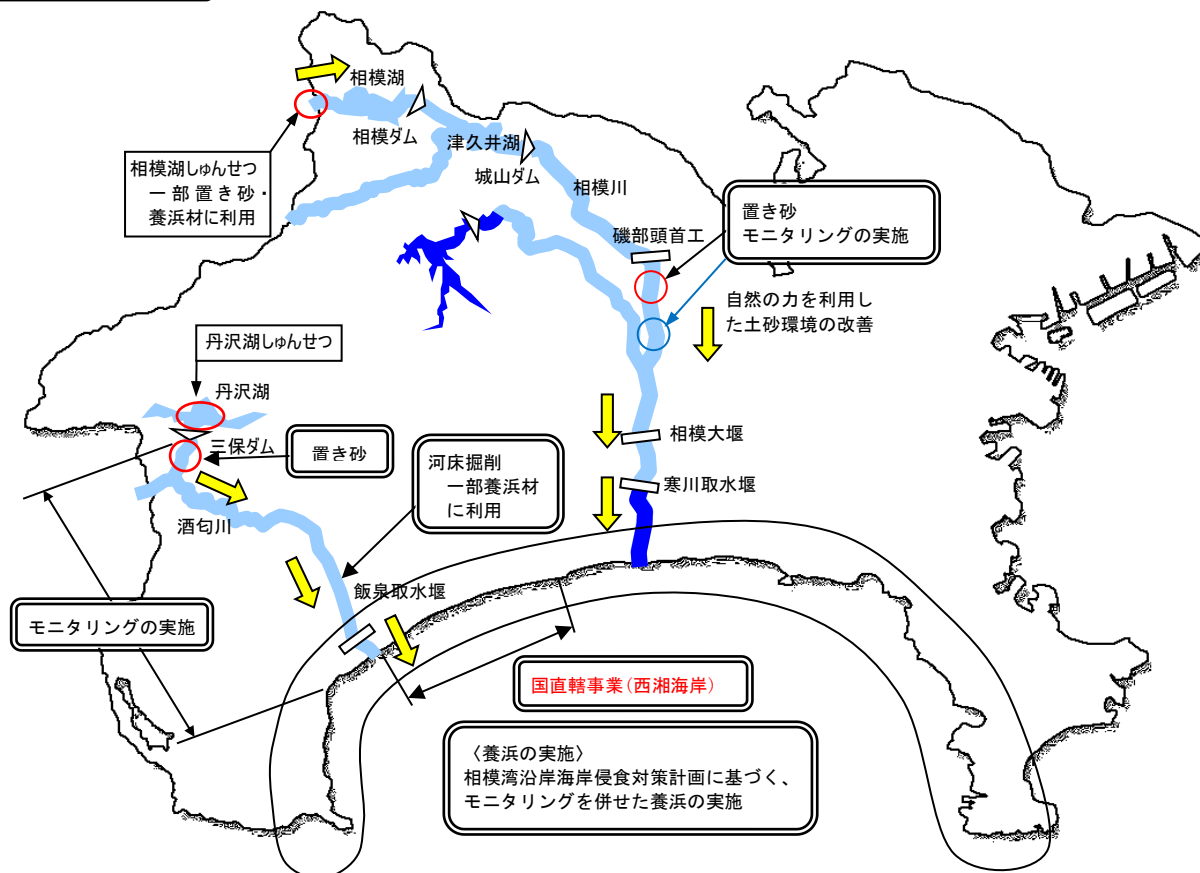 相模湖
相模ダム
津久井湖
城山ダム
相模川
相模湖しゅんせつ
一部置き砂・
養浜材に利用
磯部頭首工
置き砂
モニタリングの実施
自然の力を利用し
た土砂環境の改善
丹沢湖しゅんせつ
丹沢湖
三保ダム
置き砂
河床掘削
一部養浜材
に利用
相模大堰
寒川取水堰
酒匂川
飯泉取水堰
モニタリングの実施
国直轄事業(西湘海岸)
〈養浜の実施〉
相模湾沿岸海岸侵食対策計画に基づく、
モニタリングを併せた養浜の実施